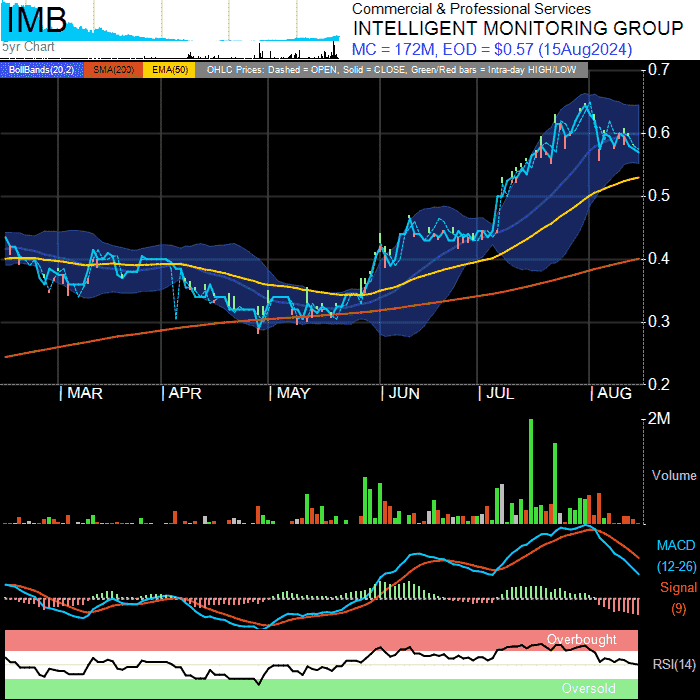 IMB
5yr Chart
Commercial & Professional Services
INTELLIGENT MONITORING GROUP
MC = 172M, EOD = $0.57 (15Aug2024)
BollBands(20,2) SMA(200) EMA(50) OHLC Prices: Dashed = OPEN, Solid = CLOSE, Green/Red bars = Intra-day HIGH/LOW
0.7
0.6
0.5
0.4
0.3
0.2
MAR APR MAY JUN JUL AUG
2M
Volume
MACD
(12-26)
Signal
(9)
Overbought
RSI(14)
Oversold